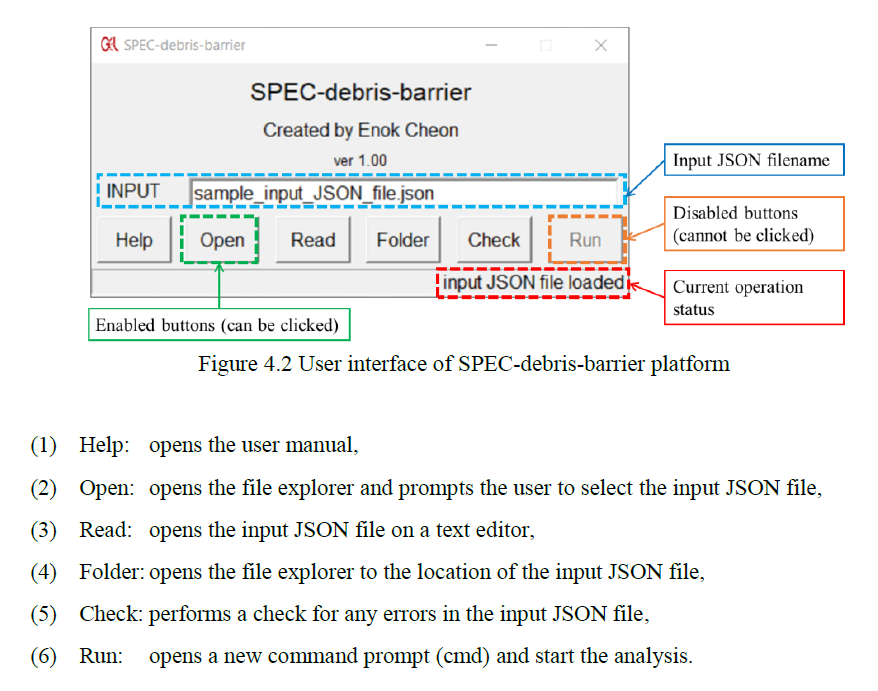 SPEC-debris-barrier
SPEC-debris-barrier
Created by Enok Cheon
ver 1.00
Input JSON filename
INPUT sample_input_JSON_file.json
Disabled buttons
(cannot be clicked)
Help Open Read Folder Check Run
input JSON file loaded
Current operation
status
Enabled buttons (can be clicked)
Figure 4.2 User interface of SPEC-debris-barrier platform
(1) Help: opens the user manual,
(2) Open: opens the file explorer and prompts the user to select the input JSON file,
(3) Read: opens the input JSON file on a text editor,
(4) Folder: opens the file explorer to the location of the input JSON file,
(5) Check: performs a check for any errors in the input JSON file,
(6) Run: opens a new command prompt (cmd) and start the analysis.